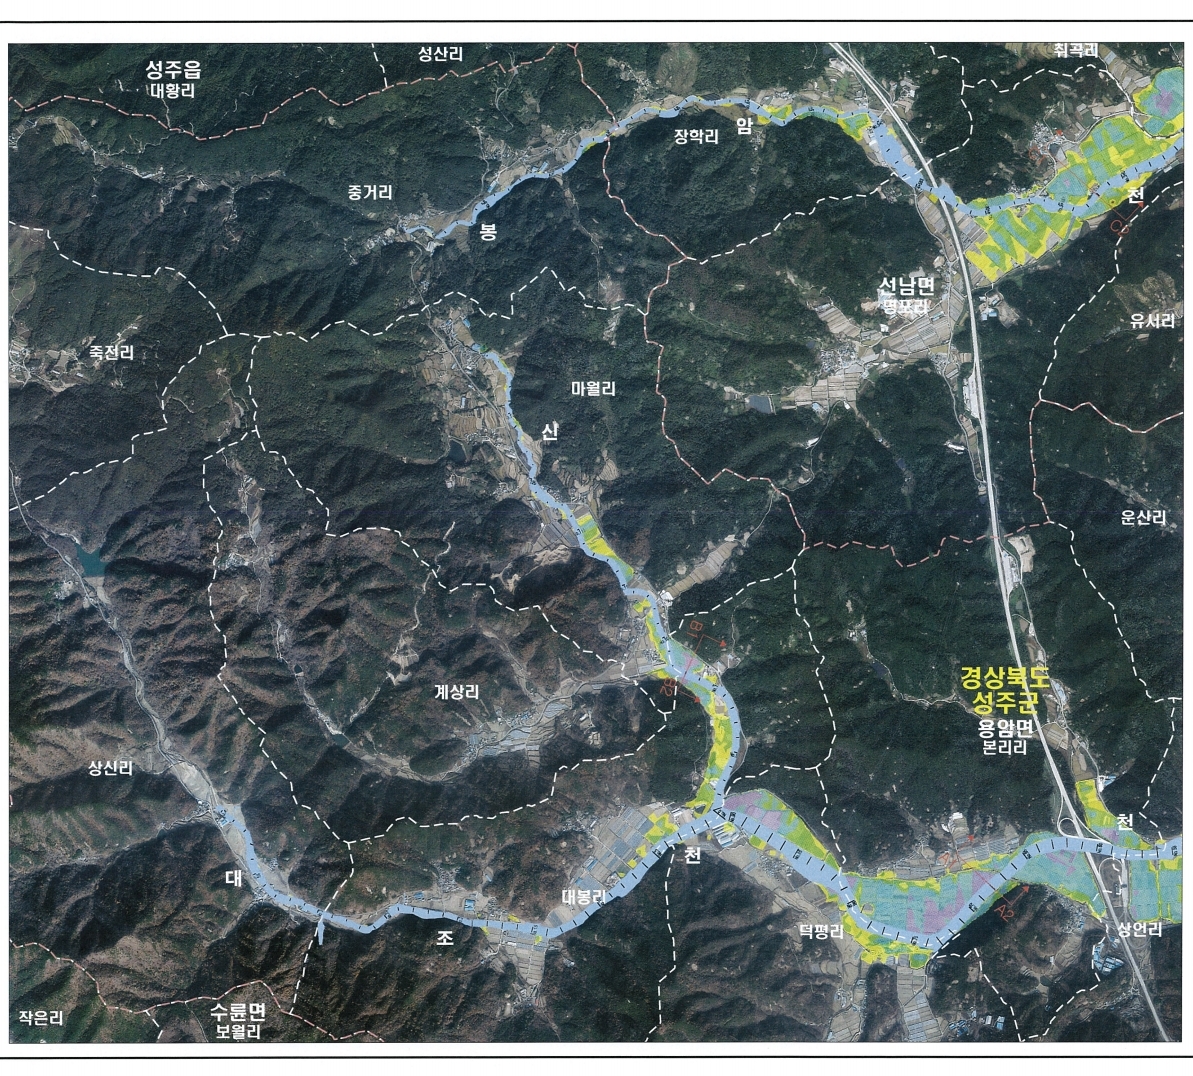 성산리
취곡리
성주읍
대황리
암
장학리
중거리
천
봉
선남면
명포리
유서리
죽전리
마월리
산
운산리
B1
B2
경상북도
성주군
용암면
본리리
계상리
상신리
천
천
대
대봉리
A2
조
덕평리
상언리
작은리
수륜면
보월리